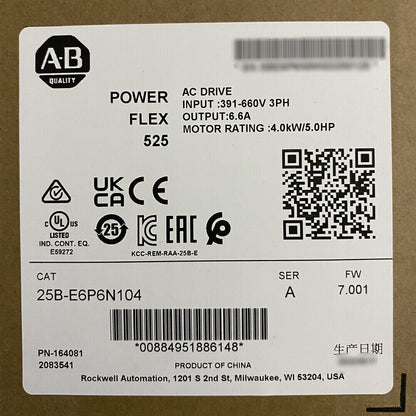 AB
QUALITY
POWER
FLEX
525
AC DRIVE
INPUT :391-660V 3PH
OUTPUT:6.6A
MOTOR RATING :4.0kW/5.0HP
UK
CA
CE
c UL US
LISTED
IND. CONT. EQ.
E59272
25
EAC
KCC-REM-RAA-25B-E
CAT
25B-E6P6N104
SER
A
FW
7.001
*00884951886148*
生产日期
PN-164081
2083541
Rockwell Automation, 1201 S 2nd St, Milwaukee, WI 53204, USA